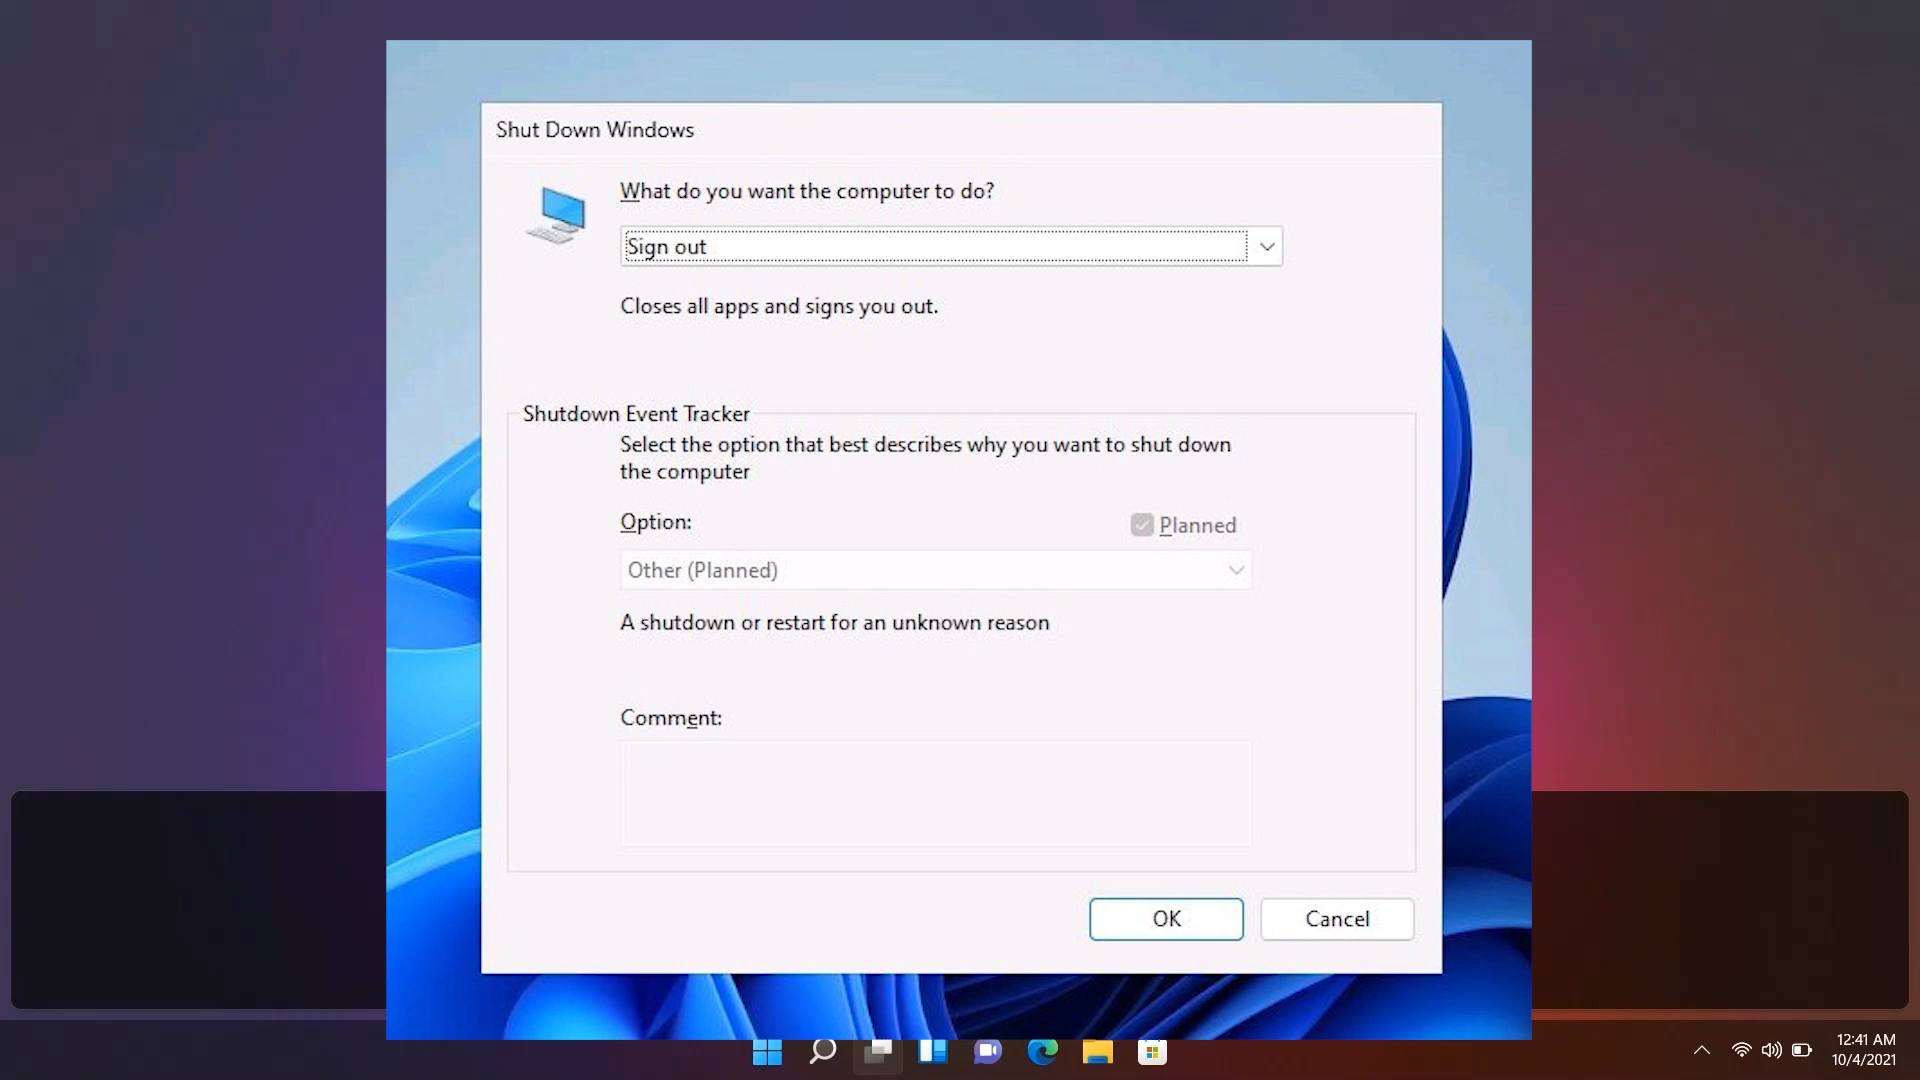 Shut Down Windows
What do you want the computer to do?
Sign out
Closes all apps and signs you out.
Shutdown Event Tracker
Select the option that best describes why you want to shut down
the computer
Option:
Planned
Other (Planned)
A shutdown or restart for an unknown reason
Comment:
OK
Cancel
12:41 AM
10/4/2021